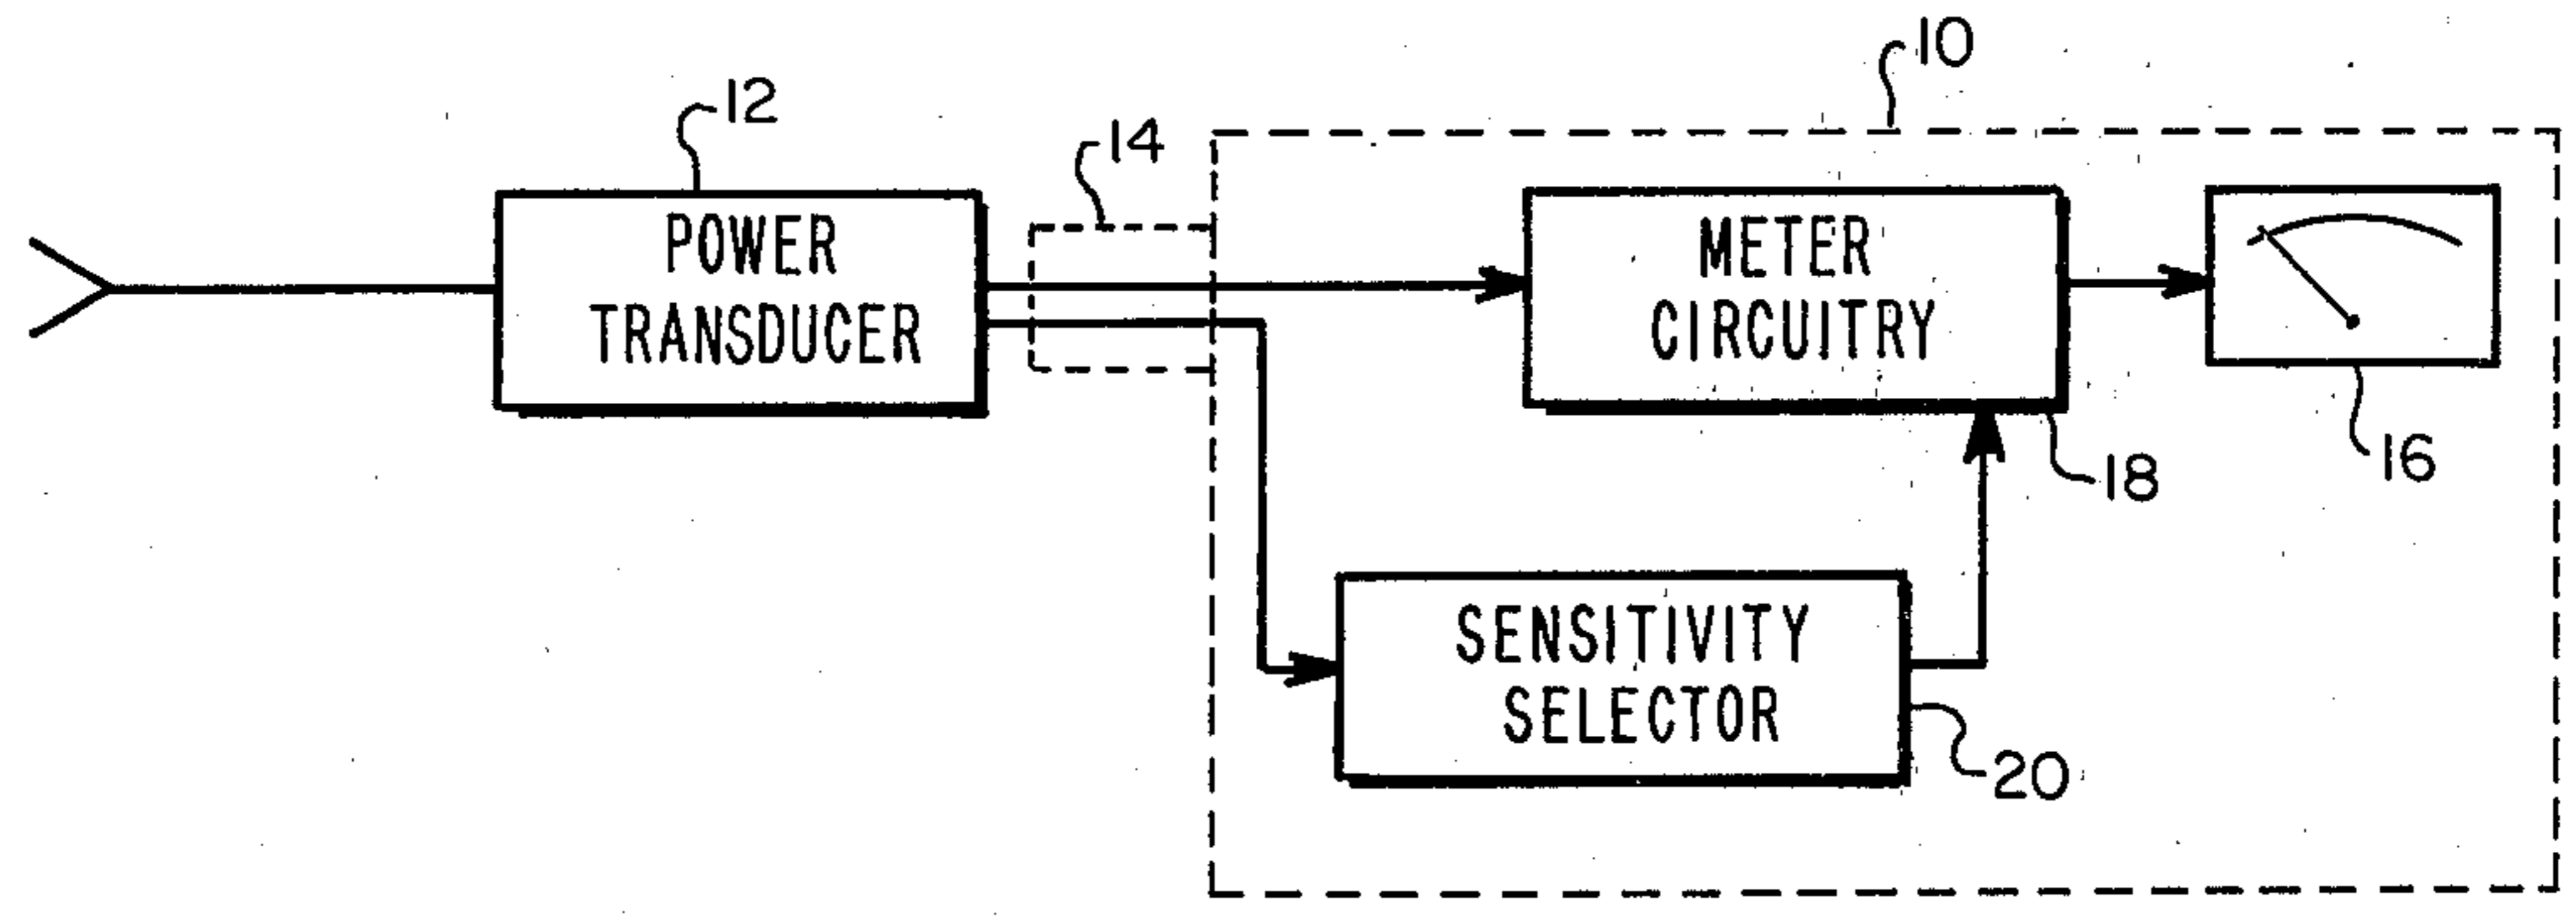 10
12
14
POWER
TRANSDUCER
METER
CIRCUITRY
16
18
SENSITIVITY
SELECTOR
20